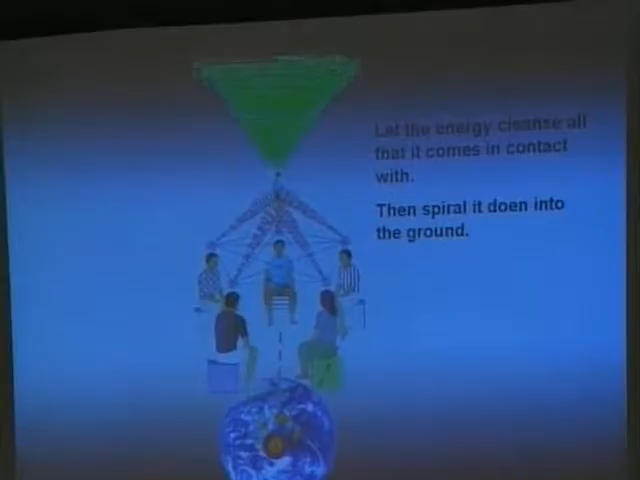 Let the energy cleanse all
that it comes in contact
with.
Then spiral it doen into
the ground.